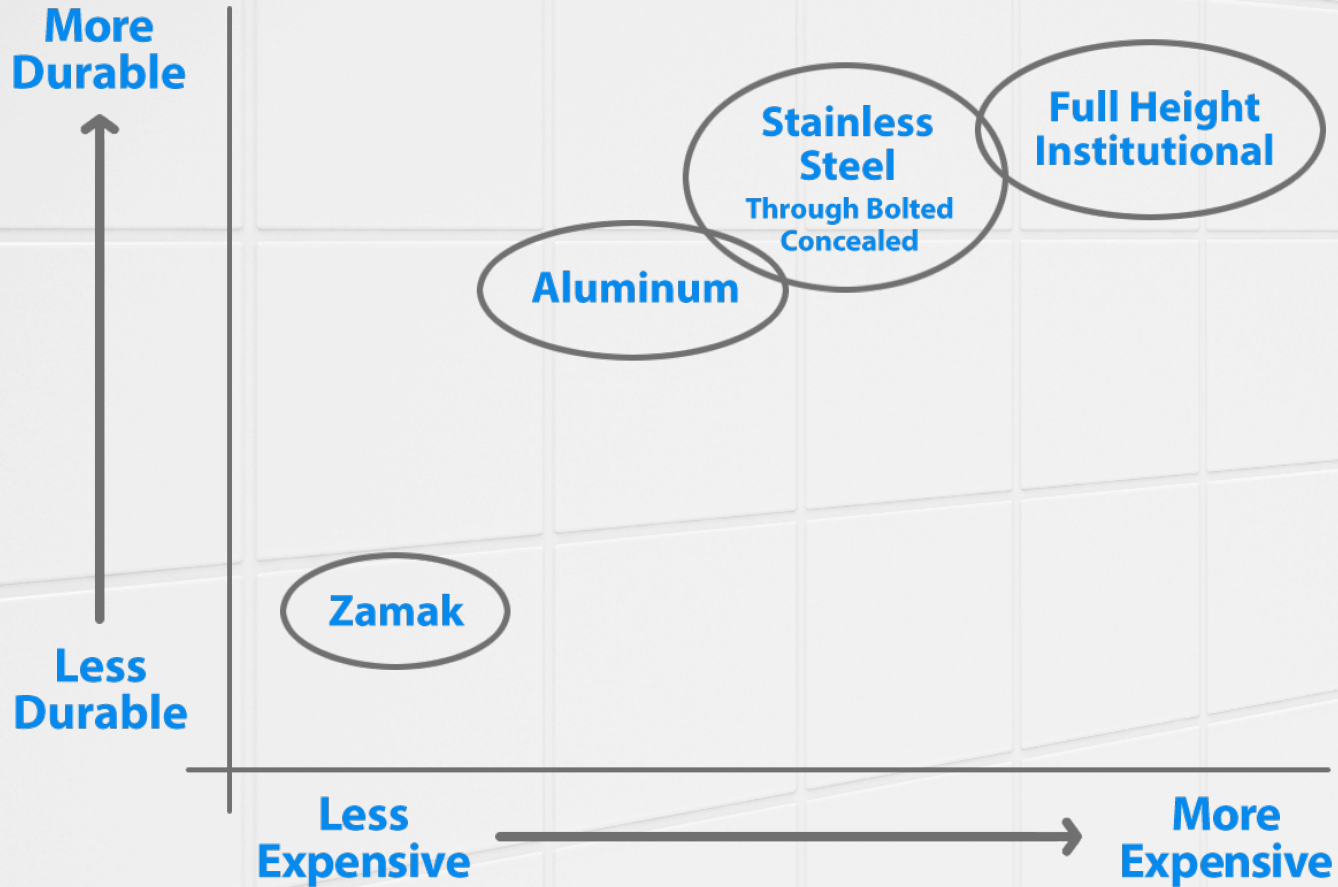 More
Durable
Full Height
Institutional
Stainless
Steel
Through Bolted
Concealed
Aluminum
Zamak
Less
Durable
Less
Expensive
More
Expensive